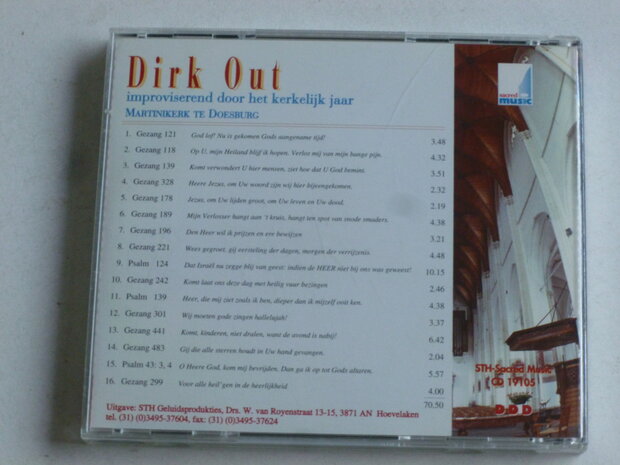 Dirk Out
improviserend door het kerkelijk jaar
MARTINIKERK TE DOESBURG
1. Gezang 121 God lof! Nu is gekomen Gods aangename tijd! 3.48
2. Gezang 118 Op U, mijn Heiland blijf ik hopen. Verlos mij van mijn bange pijn. 4.32
3. Gezang 139 Komt verwondert U hier mensen, ziet hoe dat U God bemint. 3.51
4. Gezang 328 Heere Jezus, om Uw woord zijn wij hier bijeengekomen. 2.32
5. Gezang 178 Jezus, om Uw lijden groot, om Uw leven en Uw dood. 2.19
6. Gezang 189 Mijn Verlosser hangt aan 't kruis, hangt ten spot van snode smaders. 4.38
7. Gezang 196 Den Heer wil ik prijzen en ere bewijzen 3.21
8. Gezang 221 Wees gegroet, gij eersteling der dagen, morgen der verrijzenis. 4.48
9. Psalm 124 Dat Israël nu zegge blij van geest: indien de HEER niet bij ons was geweest! 10.15
10. Gezang 242 Komt laat ons deze dag met heilig vuur bezingen 2.46
11. Psalm 139 Heer, die mij ziet zoals ik ben, dieper dan ik mijzelf ooit ken. 4.38
12. Gezang 301 Wij moeten gode zingen hallelujah! 3.37
13. Gezang 441 Komt, kinderen, niet dralen, want de avond is nabij! 6.42
14. Gezang 483 Gij die alle sterren houdt in Uw hand gevangen. 2.04
15. Psalm 43: 3, 4 O Heere God, kom mij bevrijden. Dan ga ik op tot Gods altaren. 5.57
16. Gezang 299 Voor alle heil'gen in de heerlijkheid 4.00
70,50
Uitgave: STH Geluidsprodukties, Drs. W. van Royenstraat 13-15, 3871 AN Hoevelaken
tel. (31) (0)3495-37604, fax: (31) (0)3495-37624
sacred
music
STH-Sacred Music
CD 19105
DDD